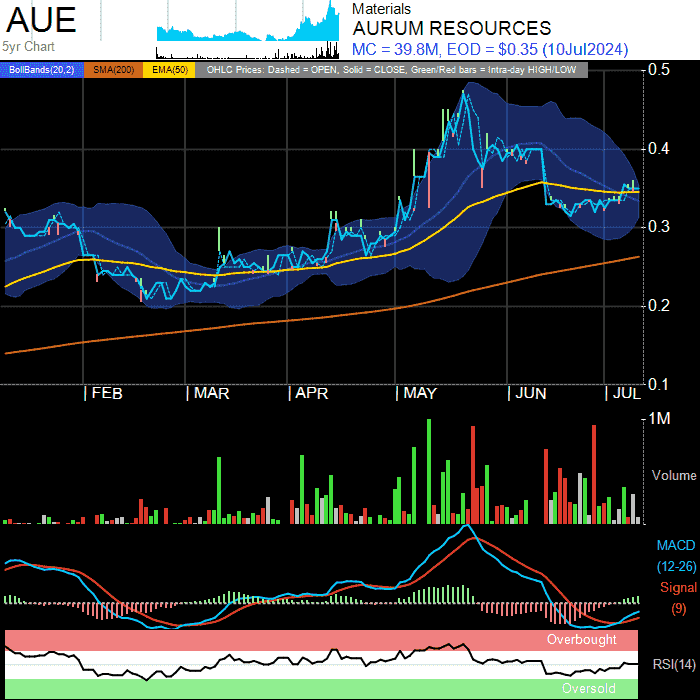 AUE
5yr Chart
Materials
AURUM RESOURCES
MC = 39.8M, EOD = $0.35 (10Jul2024)
BollBands(20,2) SMA(200) EMA(50) OHLC Prices: Dashed = OPEN, Solid = CLOSE, Green/Red bars = Intra-day HIGH/LOW
0.5
0.4
0.3
0.2
0.1
FEB MAR APR MAY JUN JUL
1M
Volume
MACD
(12-26)
Signal
(9)
Overbought
RSI(14)
Oversold